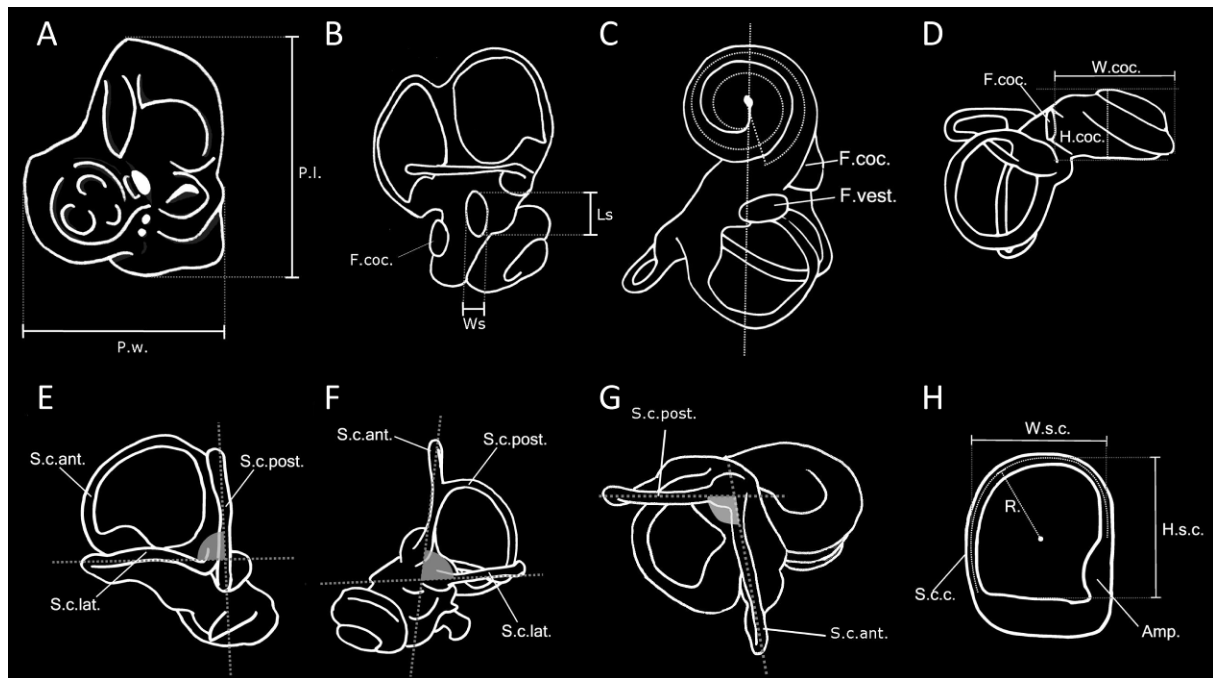 A
B
C
D
P.l.
P.w.
F.coc.
Ls
Ws
F.coc.
F.vest.
W.coc.
F.coc.
H.coc.
E
F
G
H
S.c.ant.
S.c.post.
S.c.lat.
S.c.ant.
S.c.post.
S.c.lat.
S.c.post.
S.c.ant.
W.s.c.
R.
H.s.c.
S.c.c.
Amp.